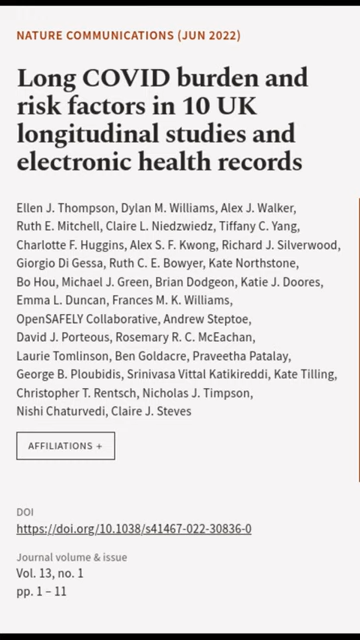 NATURE COMMUNICATIONS (JUN 2022)
Long COVID burden and
risk factors in 10 UK
longitudinal studies and
electronic health records
Ellen J. Thompson, Dylan M. Williams, Alex J. Walker,
Ruth E. Mitchell, Claire L. Niedzwiedz, Tiffany C. Yang,
Charlotte F. Huggins, Alex S. F. Kwong, Richard J. Silverwood,
Giorgio Di Gessa, Ruth C. E. Bowyer, Kate Northstone,
Bo Hou, Michael J. Green, Brian Dodgeon, Katie J. Doores,
Emma L. Duncan, Frances M. K. Williams,
OpenSAFELY Collaborative, Andrew Steptoe,
David J. Porteous, Rosemary R. C. McEachan,
Laurie Tomlinson, Ben Goldacre, Praveetha Patalay,
George B. Ploubidis, Srinivasa Vittal Katikireddi, Kate Tilling,
Christopher T. Rentsch, Nicholas J. Timpson,
Nishi Chaturvedi, Claire J. Steves
AFFILIATIONS +
DOI
https://doi.org/10.1038/s41467-022-30836-0
Journal volume & issue
Vol. 13, no. 1
pp. 1 – 11